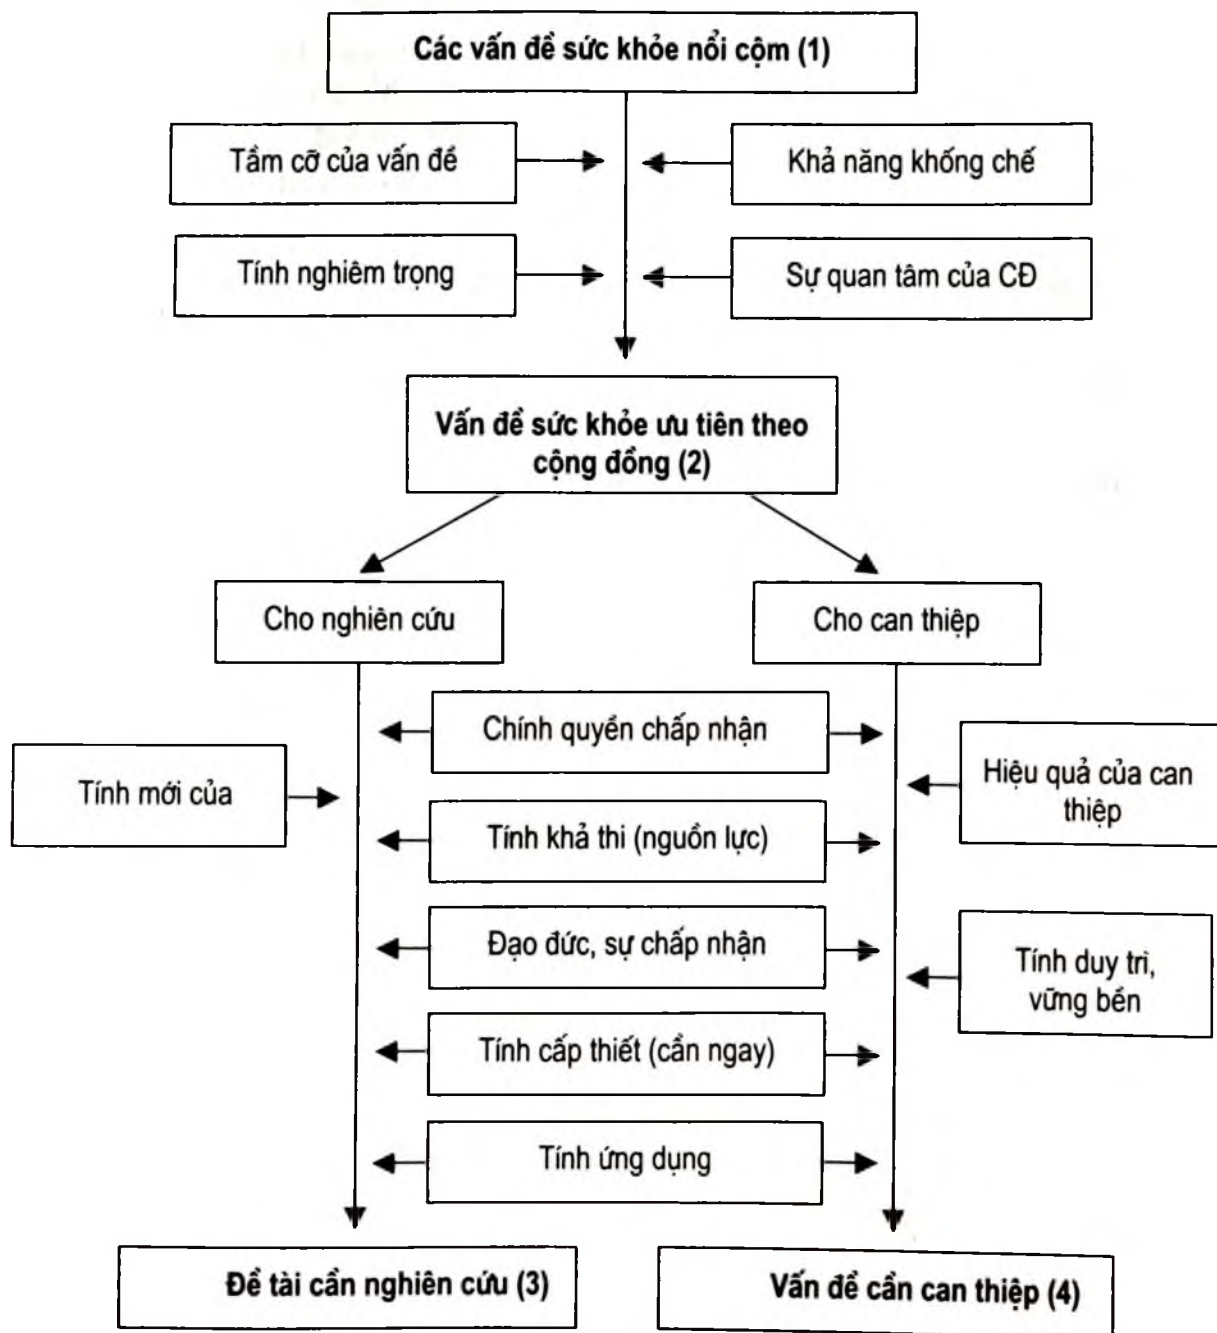 Các vấn đề sức khỏe nổi cộm (1)
Tầm cỡ của vấn đề
Khả năng khống chế
Tính nghiêm trọng
Sự quan tâm của CĐ
Vấn đề sức khỏe ưu tiên theo
cộng đồng (2)
Cho nghiên cứu
Cho can thiệp
Chính quyền chấp nhận
Tính mới của
Hiệu quả của can
thiệp
Tính khả thi (nguồn lực)
Đạo đức, sự chấp nhận
Tính duy trì,
vững bền
Tính cấp thiết (cần ngay)
Tính ứng dụng
Đề tài cần nghiên cứu (3)
Vấn đề cần can thiệp (4)